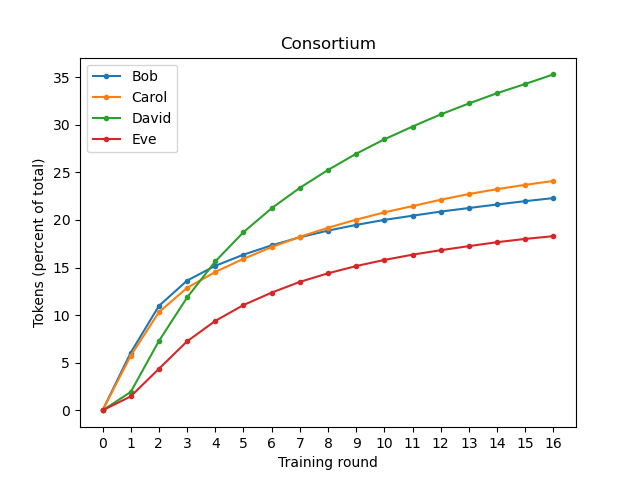 Consortium
Bob
Carol
David
Eve
Tokens (percent of total)
35
30
25
20
15
10
5
0
0 1 2 3 4 5 6 7 8 9 10 11 12 13 14 15 16
Training round